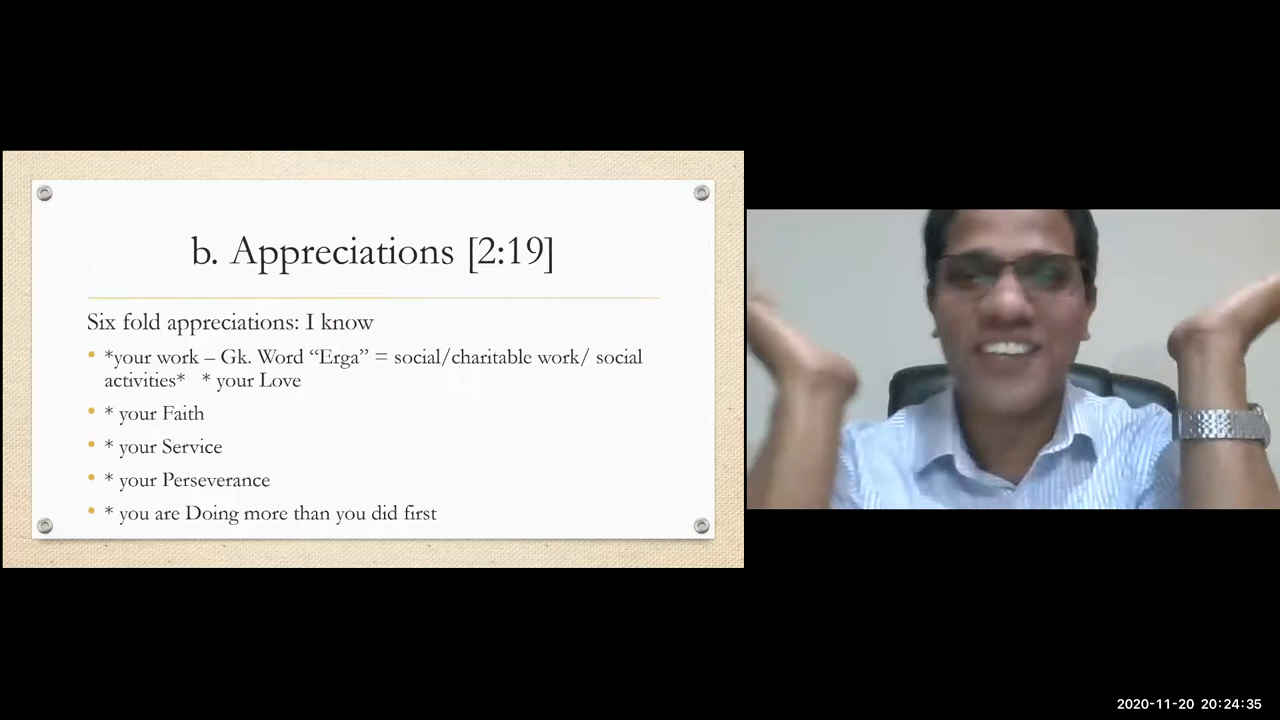 b. Appreciations [2:19]
Six fold appreciations: I know
• *your work – Gk. Word “Erga” = social/charitable work/ social
activities* * your Love
• * your Faith
• * your Service
• * your Perseverance
• * you are Doing more than you did first
2020-11-20 20:24:35